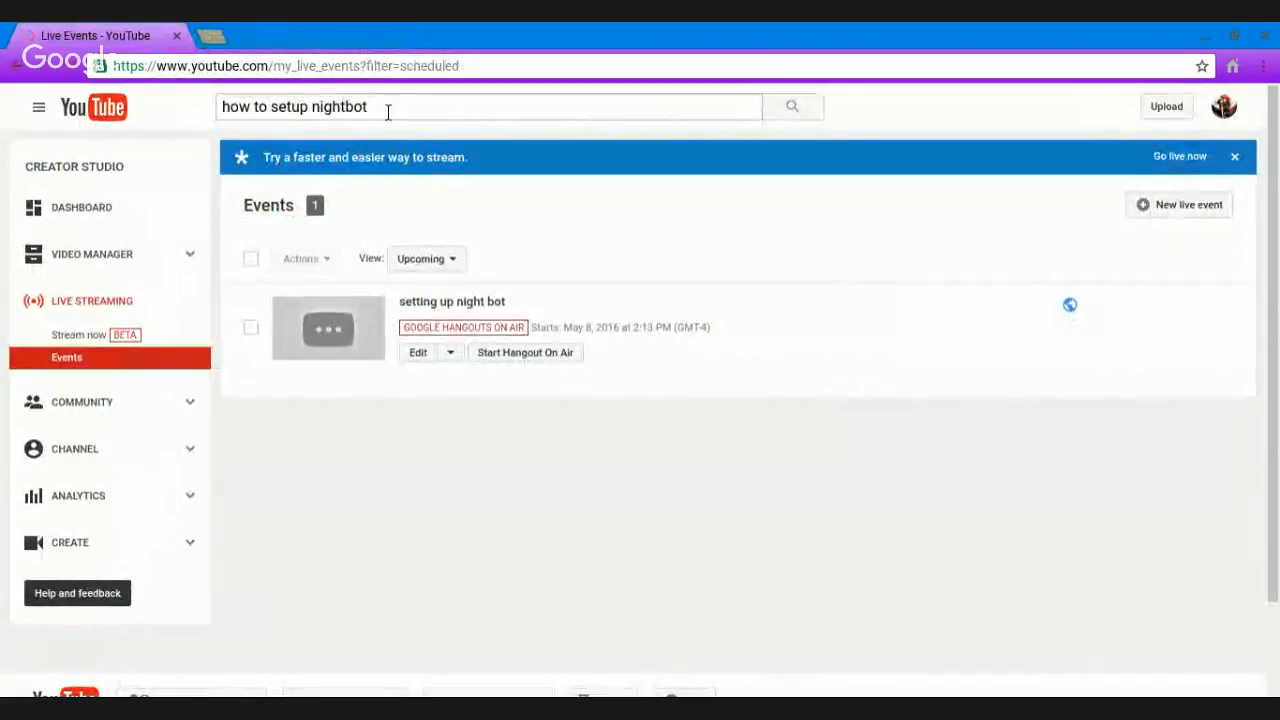 Live Events - YouTube
Google
https://www.youtube.com/my_live_events?filter=scheduled
YouTube
how to setup nightbot
Upload
CREATOR STUDIO
DASHBOARD
VIDEO MANAGER
LIVE STREAMING
Stream now BETA
Events
COMMUNITY
CHANNEL
ANALYTICS
CREATE
Help and feedback
Try a faster and easier way to stream.
Go live now
Events 1
New live event
Actions
View: Upcoming
setting up night bot
GOOGLE HANGOUTS ON AIR Starts: May 8, 2016 at 2:13 PM (GMT-4)
Edit
Start Hangout On Air
YouTube